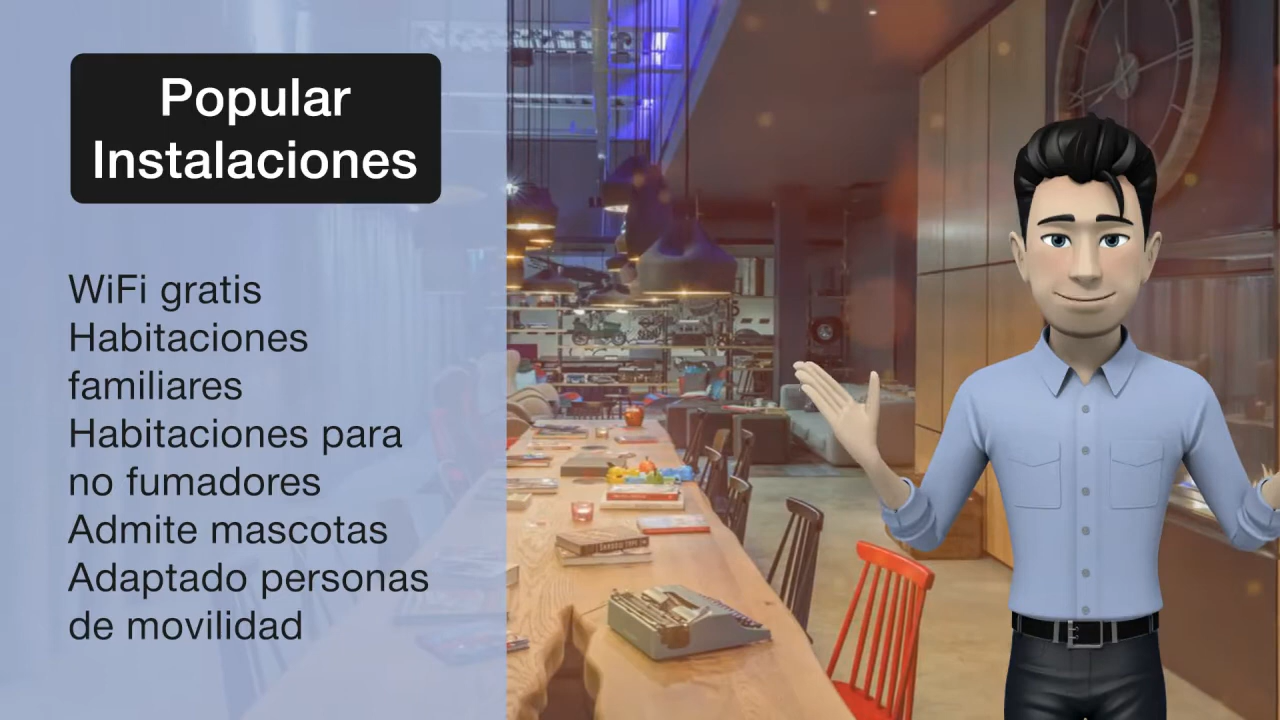 Popular
Instalaciones
WiFi gratis
Habitaciones
familiares
Habitaciones para
no fumadores
Admite mascotas
Adaptado personas
de movilidad